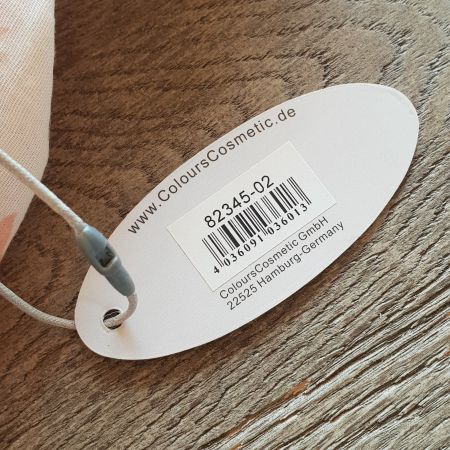 www.ColoursCosmetic.de
82345-02
4 036091 036013
ColoursCosmetic GmbH
22525 Hamburg-Germany